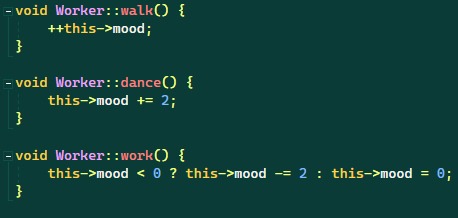 void Worker::walk() {
    ++this->mood;
}

void Worker::dance() {
    this->mood += 2;
}

void Worker::work() {
    this->mood < 0 ? this->mood -= 2 : this->mood = 0;
}